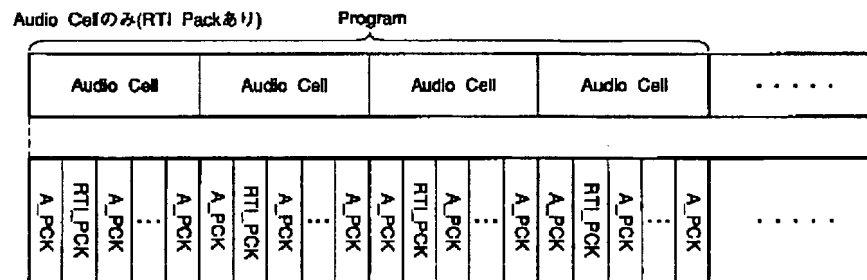 Audio Cellのみ(RTI Packあり) Program
Audio Cell Audio Cell Audio Cell Audio Cell ・・・・・
A_PCK RTI_PCK A_PCK ... A_PCK A_PCK RTI_PCK A_PCK ... A_PCK A_PCK RTI_PCK A_PCK ... A_PCK A_PCK RTI_PCK A_PCK ... A_PCK ・・・・・